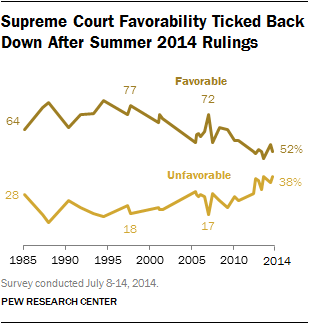 Supreme Court Favorability Ticked Back
Down After Summer 2014 Rulings
Favorable
77
72
64
52%
Unfavorable
28
38%
18
17
1985 1990 1995 2000 2005 2010 2014
Survey conducted July 8-14, 2014.
PEW RESEARCH CENTER